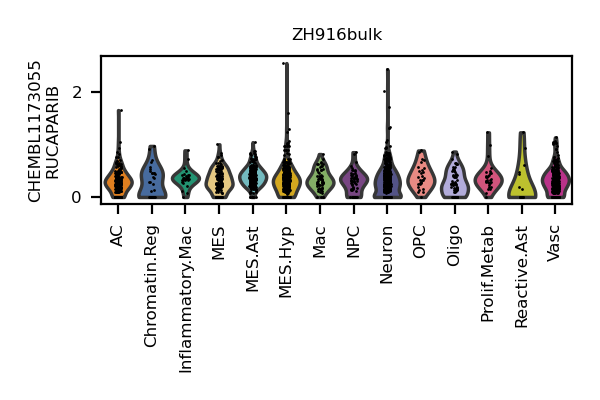 ZH916bulk
CHEMBL1173055
RUCAPARIB
2
0
AC
Chromatin.Reg
Inflammatory.Mac
MES
MES.Ast
MES.Hyp
Mac
NPC
Neuron
OPC
Oligo
Prolif.Metab
Reactive.Ast
Vasc